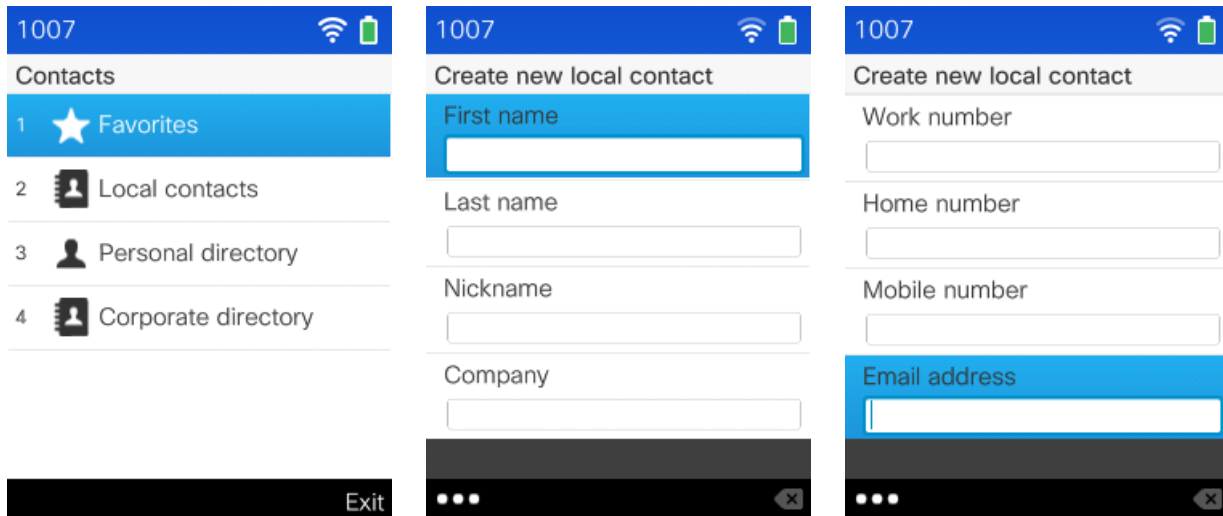 1007
Contacts
1 Favorites
2 Local contacts
3 Personal directory
4 Corporate directory
Exit
1007
Create new local contact
First name
Last name
Nickname
Company
1007
Create new local contact
Work number
Home number
Mobile number
Email address